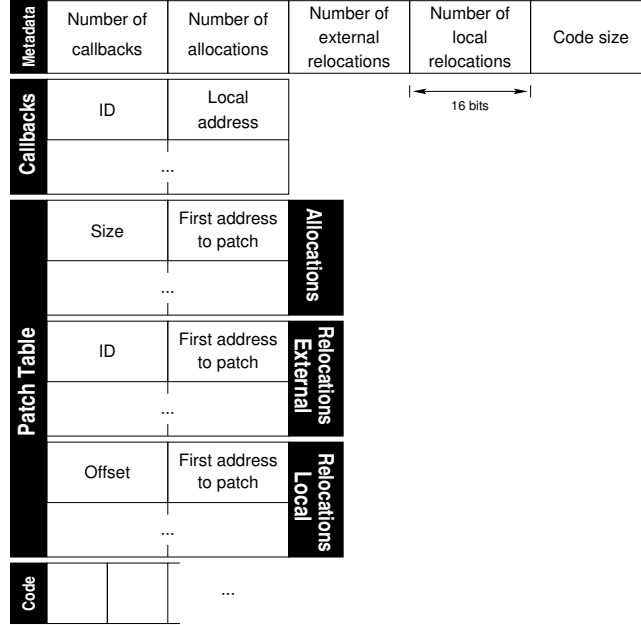 Metadata
Number of
callbacks
Number of
allocations
Number of
external
relocations
Number of
local
relocations
Code size
16 bits
Callbacks
ID
Local
address
...
Patch Table
Size
First address
to patch
...
Allocations
ID
First address
to patch
...
Relocations
External
Offset
First address
to patch
...
Relocations
Local
Code
...